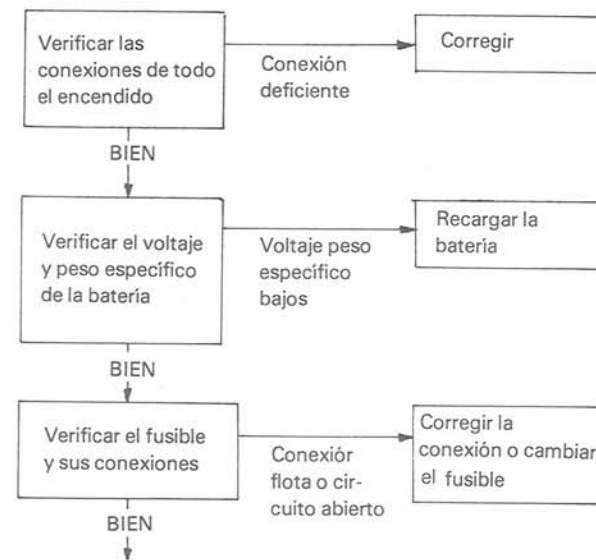 Verificar las
conexiones de todo
el encendido
Conexión
deficiente
Corregir
BIEN
Verificar el voltaje
y peso específico
de la batería
Voltaje peso
específico
bajos
Recargar la
batería
BIEN
Verificar el fusible
y sus conexiones
Conexiór
flota o cir-
cuito abierto
Corregir la
conexión o cambiar
el fusible
BIEN